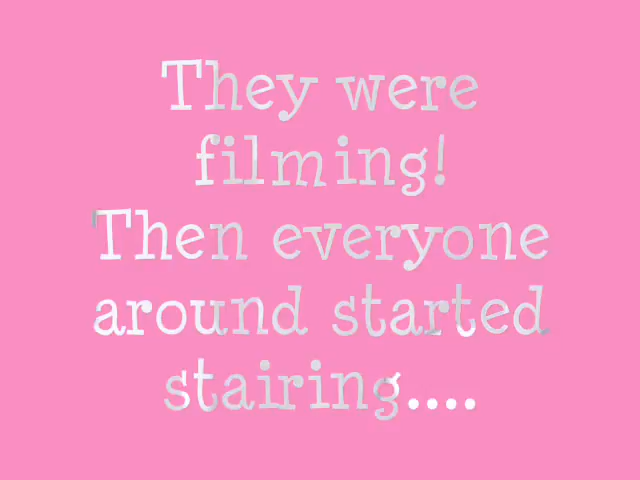 They were
filming!
Then everyone
around started
stairing....